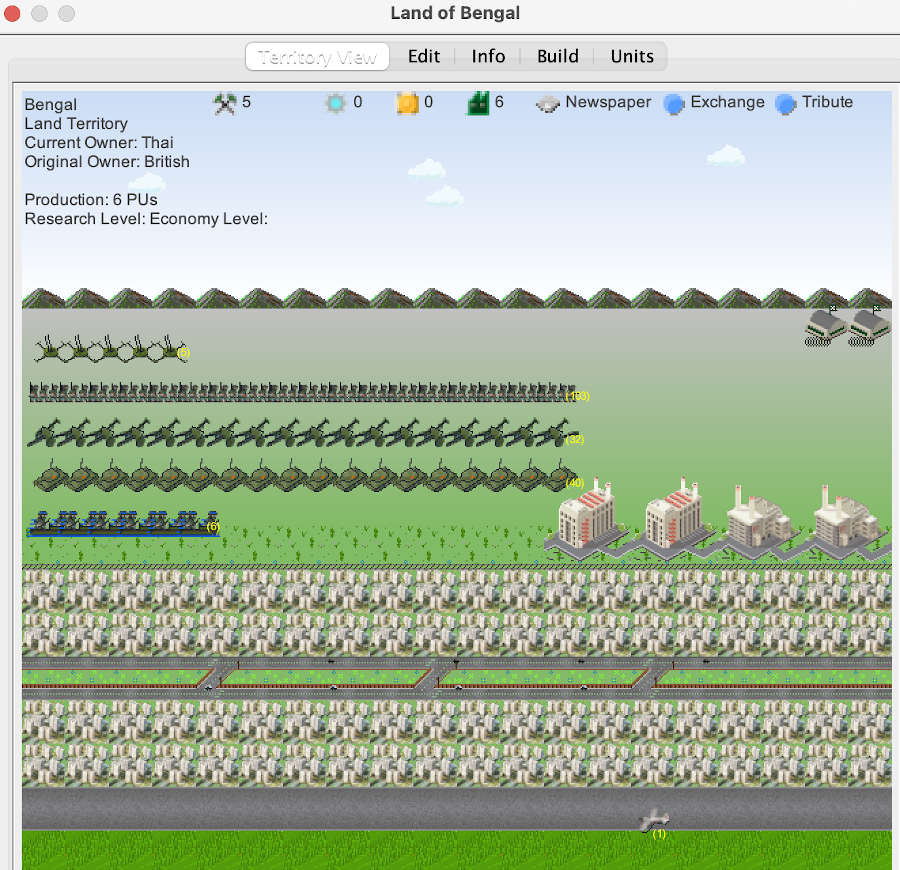 Land of Bengal
Territory View Edit Info Build Units
Bengal 5 0 0 6 Newspaper Exchange Tribute
Land Territory
Current Owner: Thai
Original Owner: British
Production: 6 PUs
Research Level: Economy Level:
(5)
(193)
(32)
(40)
(6)
(1)